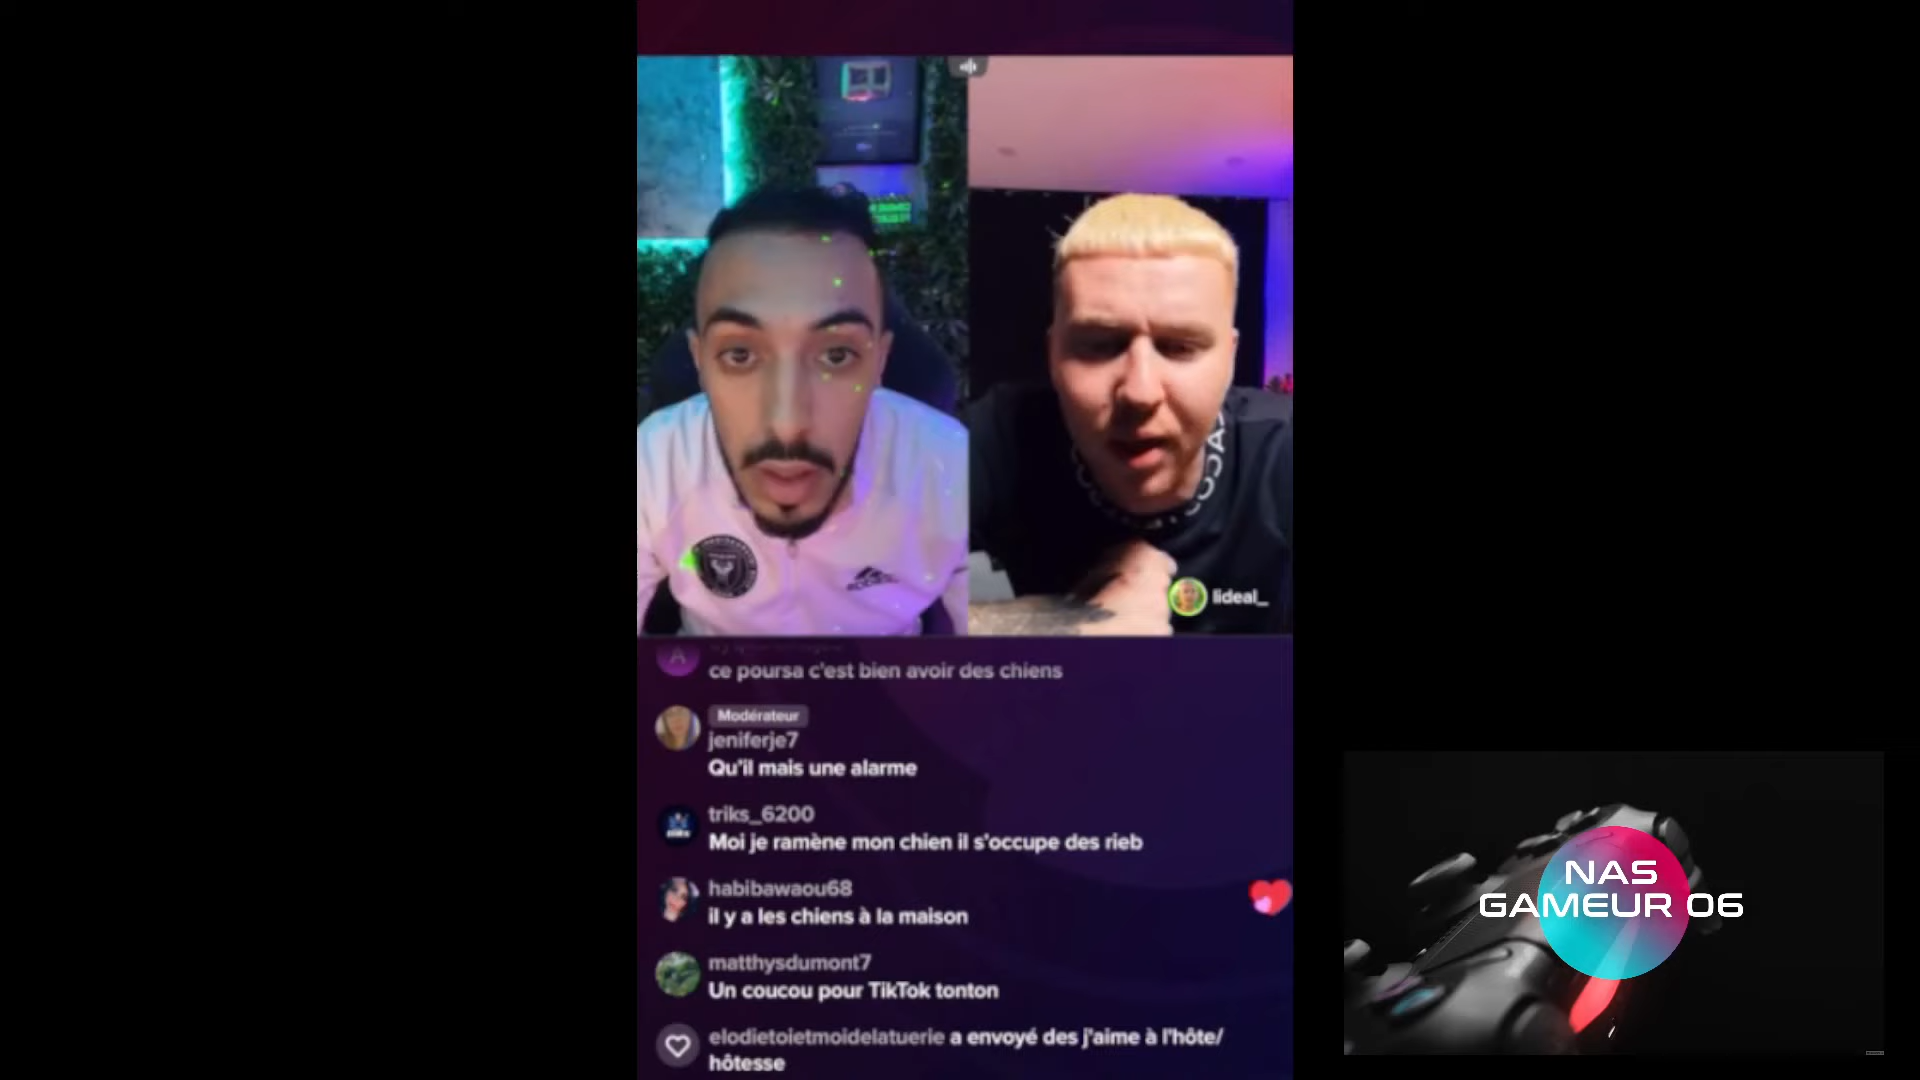 lideal_
ce poursa c'est bien avoir des chiens
Modérateur
jeniferje7
Qu'il mais une alarme
triks_6200
Moi je ramène mon chien il s'occupe des rieb
habibawaou68
il y a les chiens à la maison
matthysdumont7
Un coucou pour TikTok tonton
elodietoietmoidelatuerie a envoyé des j'aime à l'hôte/
hôtesse
NAS
GAMEUR 06